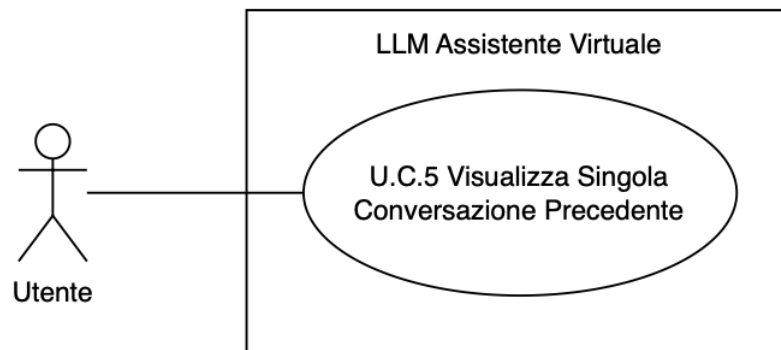 LLM Assistente Virtuale
U.C.5 Visualizza Singola
Conversazione Precedente
Utente